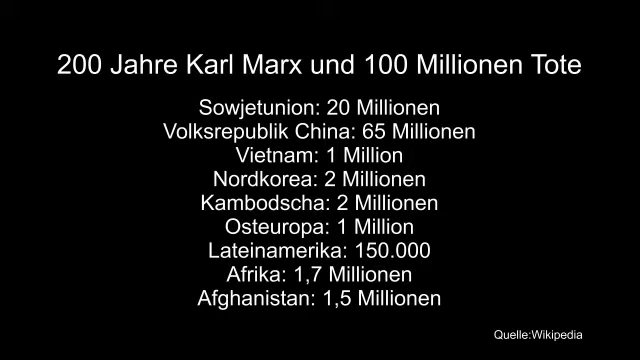 200 Jahre Karl Marx und 100 Millionen Tote
Sowjetunion: 20 Millionen
Volksrepublik China: 65 Millionen
Vietnam: 1 Million
Nordkorea: 2 Millionen
Kambodscha: 2 Millionen
Osteuropa: 1 Million
Lateinamerika: 150.000
Afrika: 1,7 Millionen
Afghanistan: 1,5 Millionen
Quelle:Wikipedia